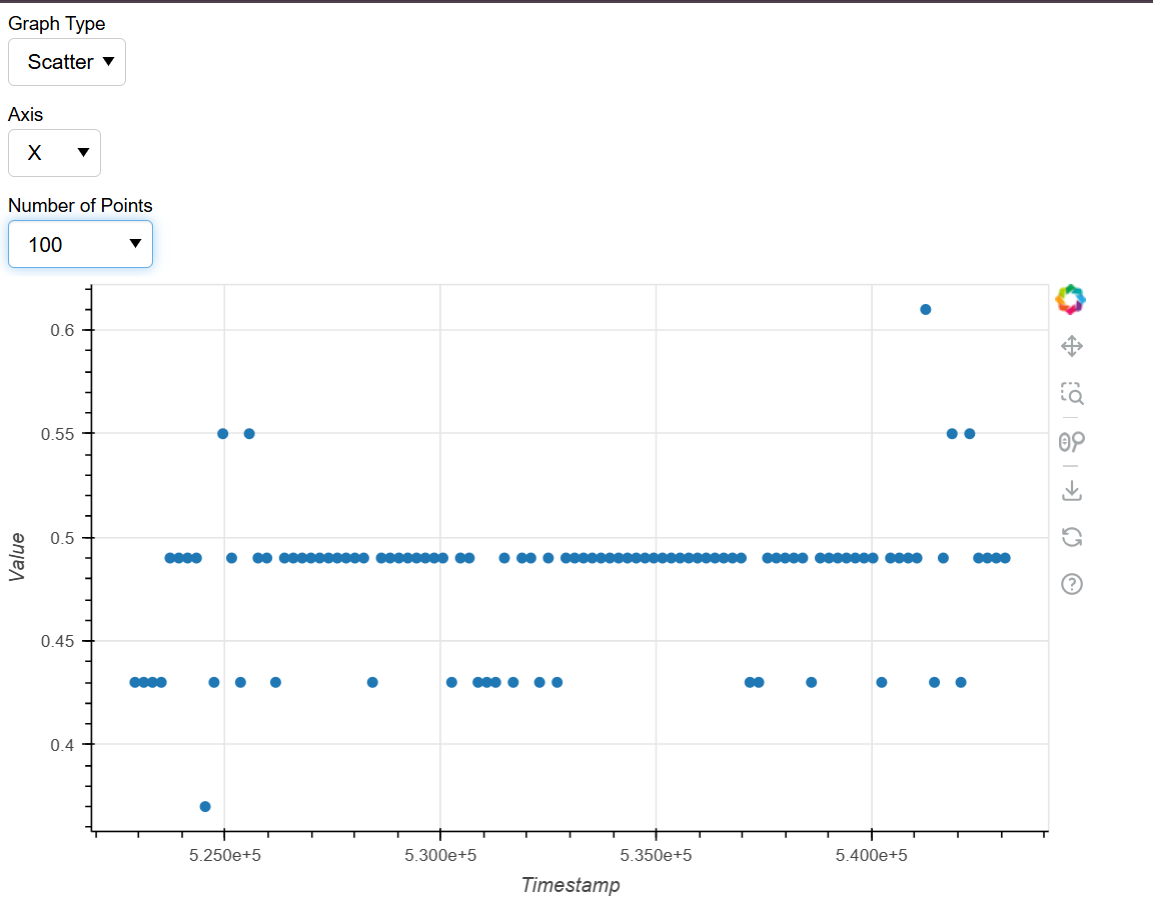 Graph Type
Scatter
Axis
X
Number of Points
100
0.6
0.55
0.5
0.45
0.4
Value
5.250e+5 5.300e+5 5.350e+5 5.400e+5
Timestamp